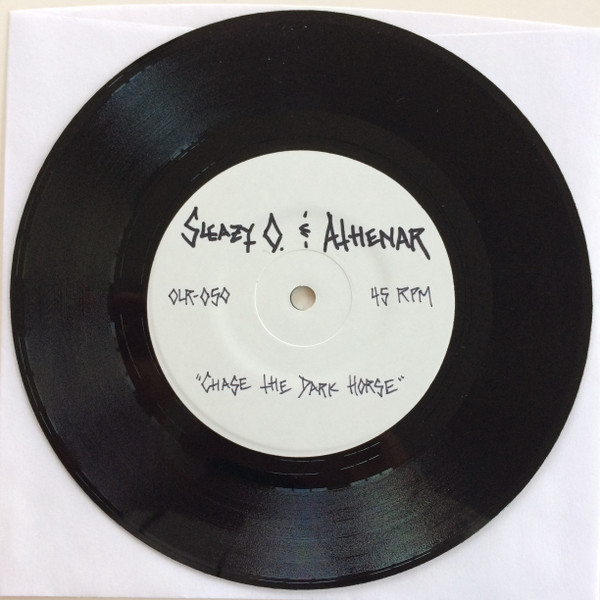 Sleazy O. & Athenar
OLR-050
45 RPM
"Chase the Dark Horse"